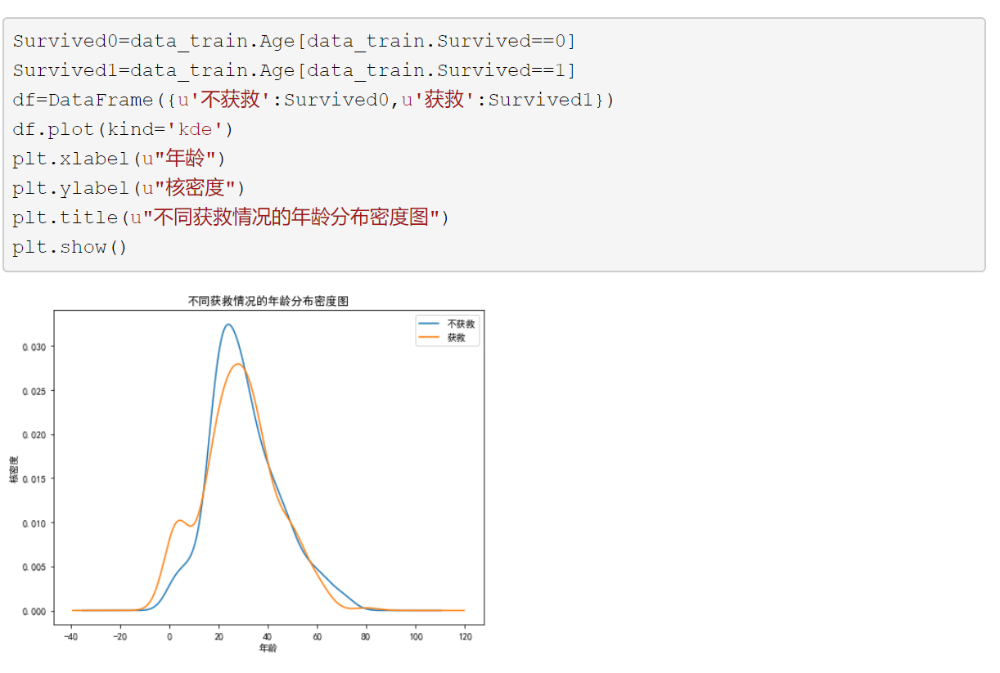 Survived0=data_train.Age[data_train.Survived==0]
Survived1=data_train.Age[data_train.Survived==1]
df=DataFrame({u'不获救':Survived0,u'获救':Survived1})
df.plot(kind='kde')
plt.xlabel(u"年龄")
plt.ylabel(u"核密度")
plt.title(u"不同获救情况的年龄分布密度图")
plt.show()
不同获救情况的年龄分布密度图
不获救
获救
0.030
0.025
0.020
0.015
0.010
0.005
0.000
核密度
-40 -20 0 20 40 60 80 100 120
年龄